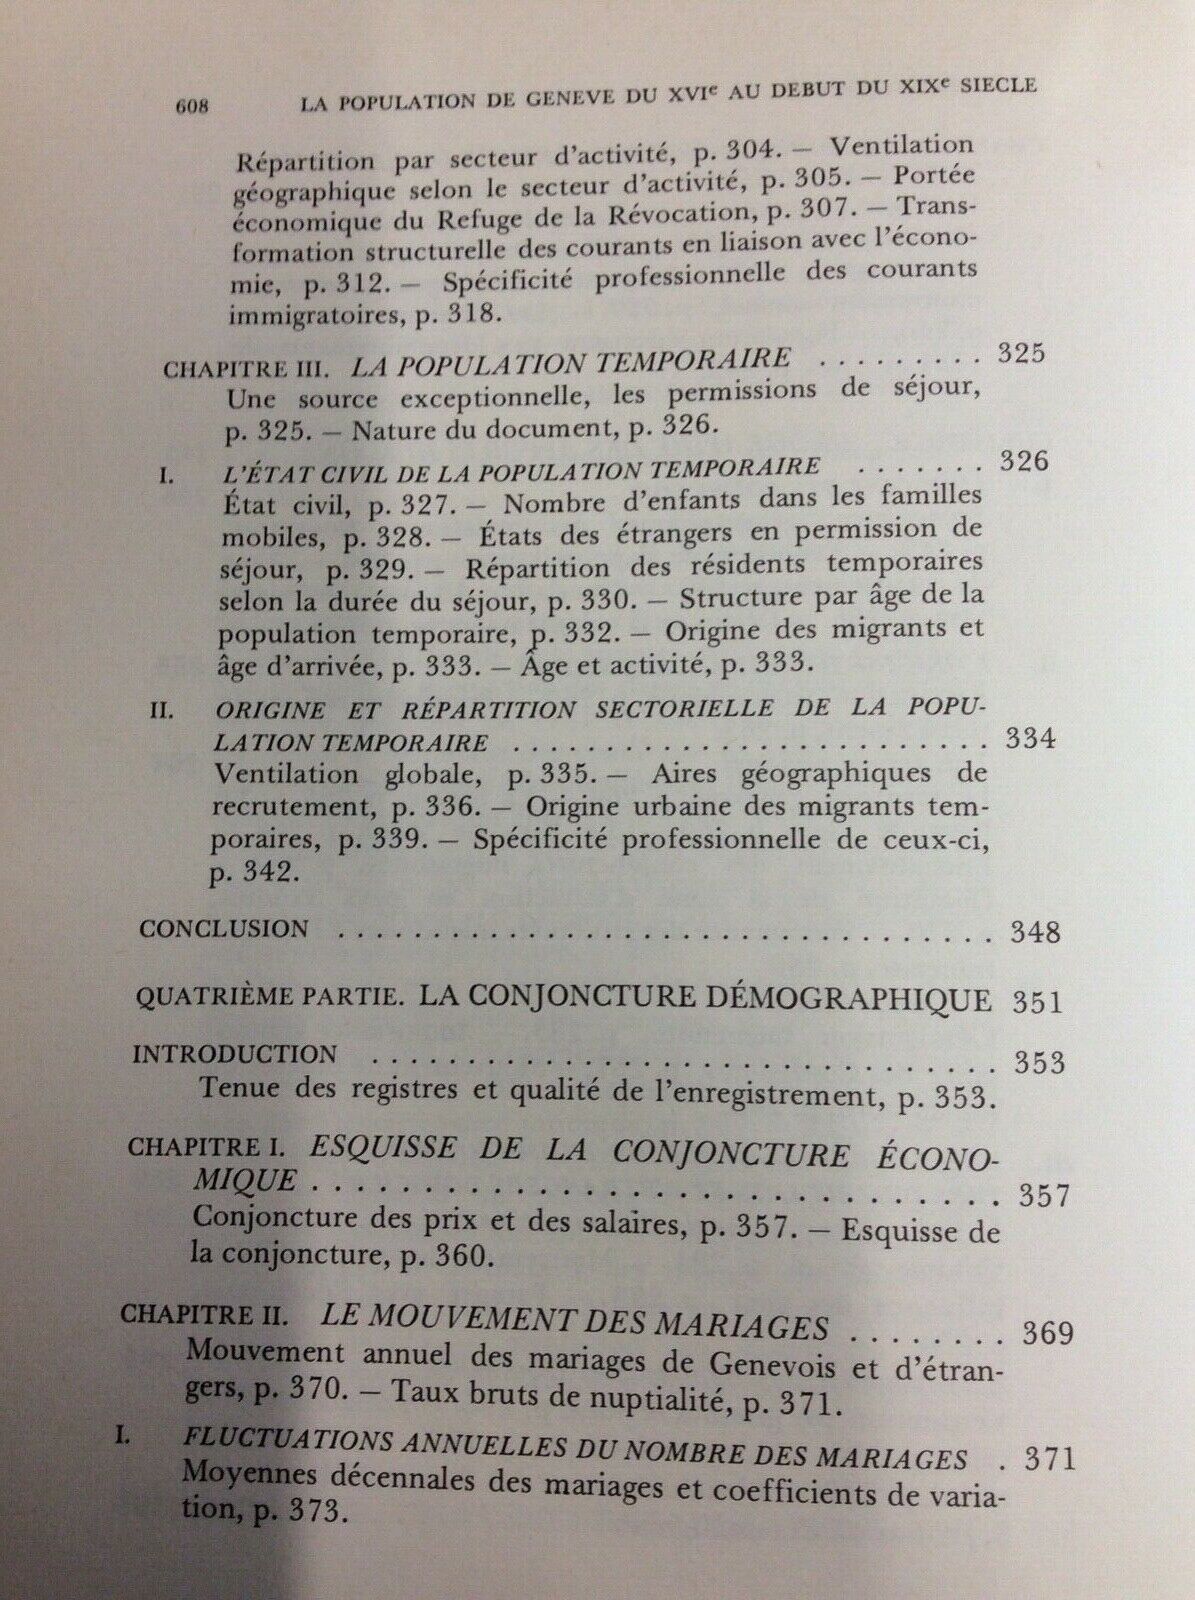 608 LA POPULATION DE GENEVE DU XVIe AU DEBUT DU XIXe SIECLE
Répartition par secteur d'activité, p. 304. — Ventilation
géographique selon le secteur d'activité, p. 305. — Portée
économique du Refuge de la Révocation, p. 307. — Trans-
formation structurelle des courants en liaison avec l'écono-
mie, p. 312. — Spécificité professionnelle des courants
immigratoires, p. 318.
CHAPITRE III. LA POPULATION TEMPORAIRE . . . . . . . . . 325
Une source exceptionnelle, les permissions de séjour,
p. 325. — Nature du document, p. 326.
I. L'ÉTAT CIVIL DE LA POPULATION TEMPORAIRE . . . . . . . 326
État civil, p. 327. — Nombre d'enfants dans les familles
mobiles, p. 328. — États des étrangers en permission de
séjour, p. 329. — Répartition des résidents temporaires
selon la durée du séjour, p. 330. — Structure par âge de la
population temporaire, p. 332. — Origine des migrants et
âge d'arrivée, p. 333. — Âge et activité, p. 333.
II. ORIGINE ET RÉPARTITION SECTORIELLE DE LA POPU-
LATION TEMPORAIRE . . . . . . . . . . . . . . . . . . . . . . . . . 334
Ventilation globale, p. 335. — Aires géographiques de
recrutement, p. 336. — Origine urbaine des migrants tem-
poraires, p. 339. — Spécificité professionnelle de ceux-ci,
p. 342.
CONCLUSION . . . . . . . . . . . . . . . . . . . . . . . . . . . . . . . . . . . 348
QUATRIÈME PARTIE. LA CONJONCTURE DÉMOGRAPHIQUE 351
INTRODUCTION . . . . . . . . . . . . . . . . . . . . . . . . . . . . . . . . . 353
Tenue des registres et qualité de l'enregistrement, p. 353.
CHAPITRE I. ESQUISSE DE LA CONJONCTURE ÉCONO-
MIQUE . . . . . . . . . . . . . . . . . . . . . . . . . . . . . . . 357
Conjoncture des prix et des salaires, p. 357. — Esquisse de
la conjoncture, p. 360.
CHAPITRE II. LE MOUVEMENT DES MARIAGES . . . . . . . . 369
Mouvement annuel des mariages de Genevois et d'étran-
gers, p. 370. — Taux bruts de nuptialité, p. 371.
I. FLUCTUATIONS ANNUELLES DU NOMBRE DES MARIAGES . 371
Moyennes décennales des mariages et coefficients de varia-
tion, p. 373.